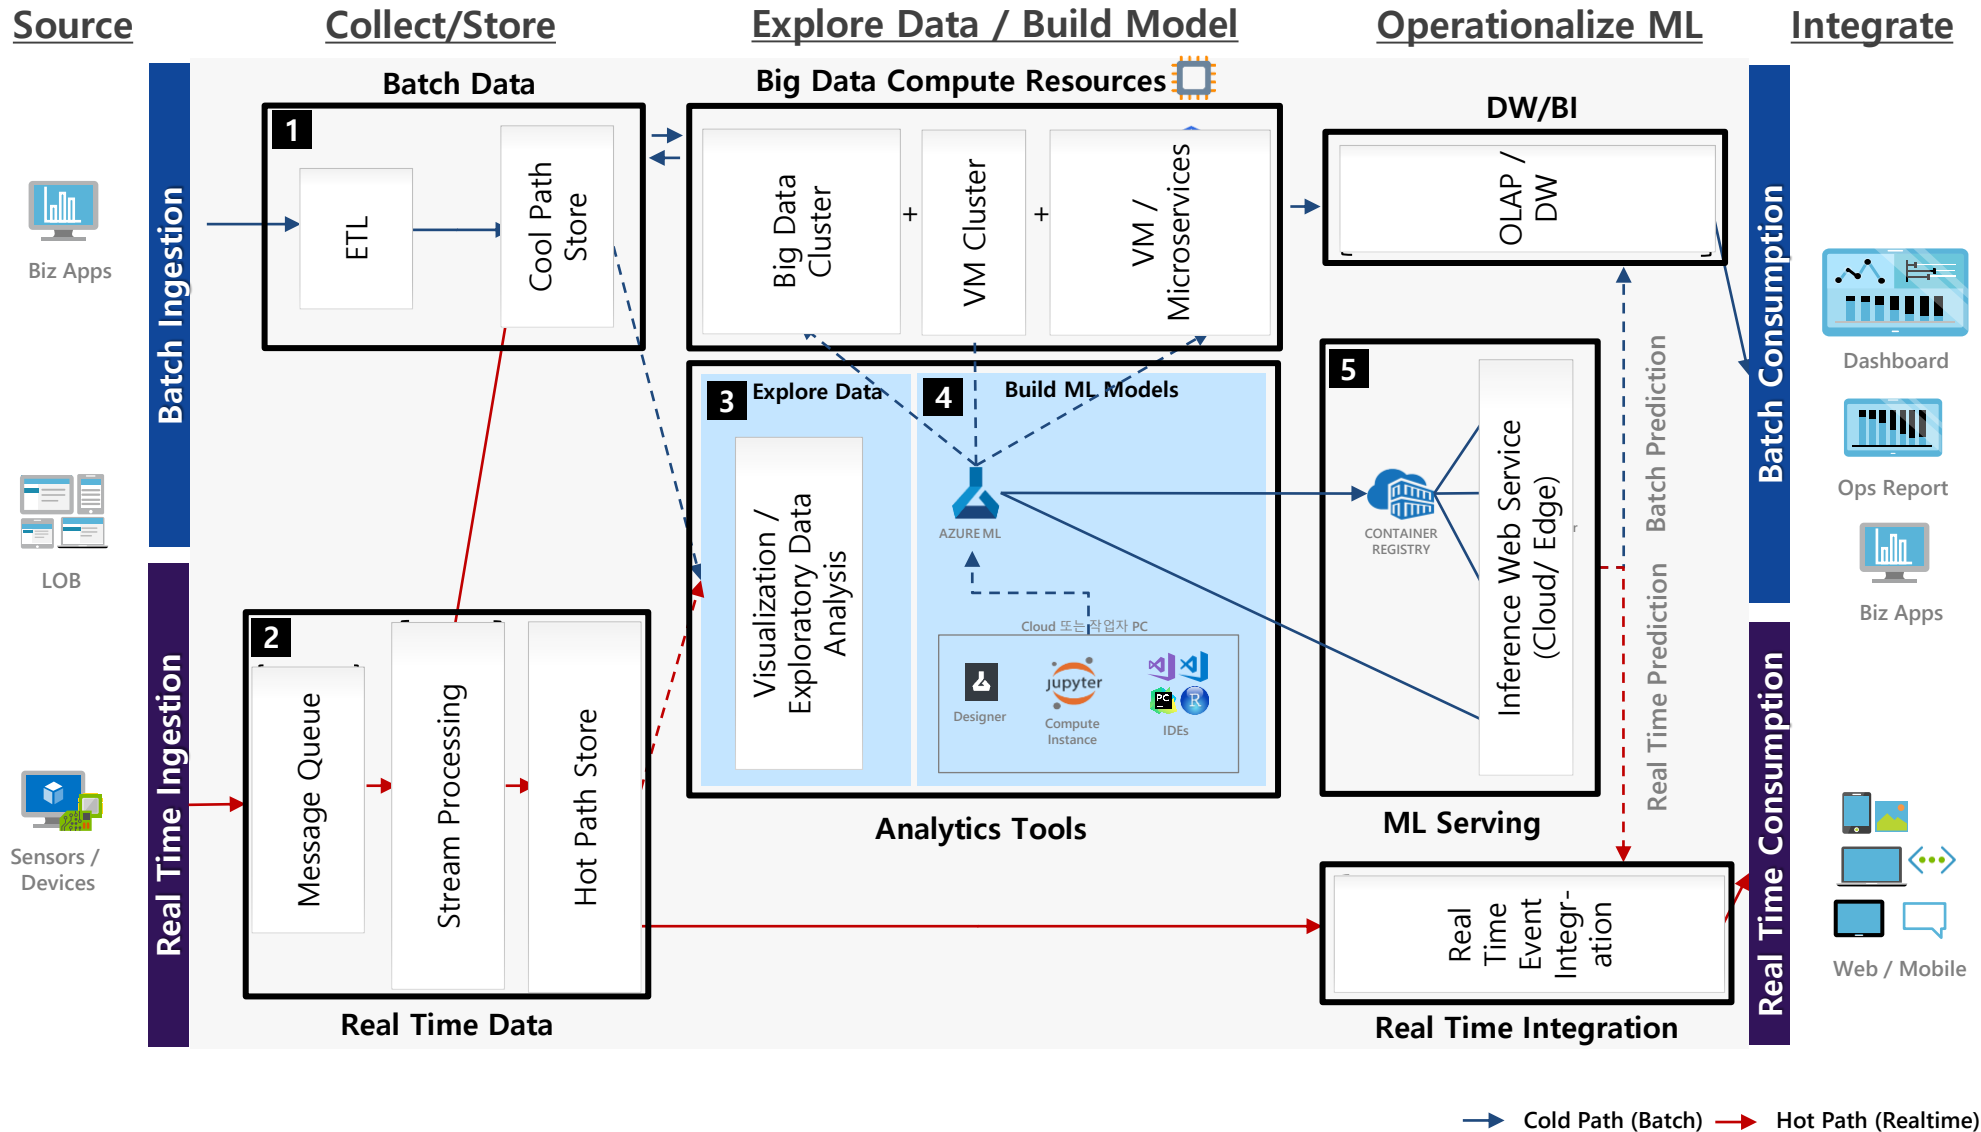 Source
Collect/Store
Explore Data / Build Model
Operationalize ML
Integrate
Batch Data
Big Data Compute Resources
DW/BI
1
ETL
Cool Path
Store
Big Data
Cluster
+
VM Cluster
+
VM /
Microservices
OLAP /
DW
Batch Ingestion
Batch Consumption
Biz Apps
LOB
Sensors /
Devices
3
Explore Data
4
Build ML Models
5
Visualization /
Exploratory Data
Analysis
AZURE ML
Cloud 또는 작업자 PC
Designer
jupyter
Compute
Instance
PC
R
IDEs
CONTAINER
REGISTRY
Inference Web Service
(Cloud/ Edge)
r
Batch Prediction
Real Time Prediction
Dashboard
Ops Report
Biz Apps
Real Time Ingestion
2
Message Queue
Stream Processing
Hot Path Store
Analytics Tools
ML Serving
Real
Time
Event
Integr-
ation
Real Time Consumption
Web / Mobile
Real Time Data
Real Time Integration
Cold Path (Batch)
Hot Path (Realtime)